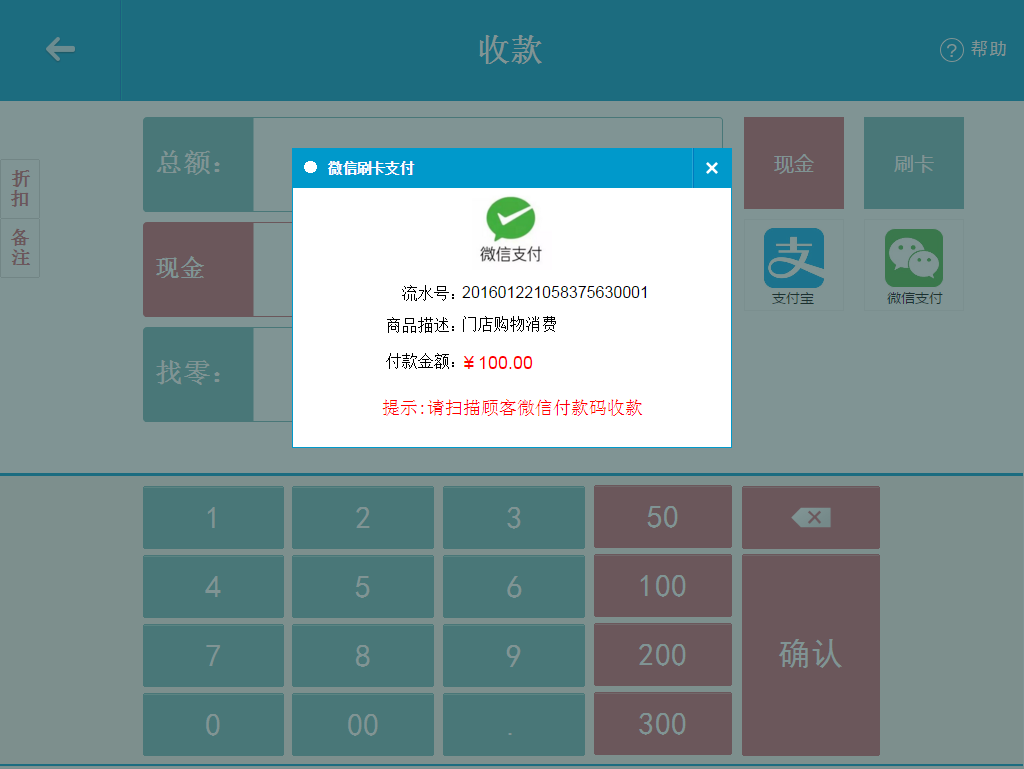 收款
? 帮助
折扣
备注
总额：
现金
找零：
现金
刷卡
支
支付宝
微信支付
微信刷卡支付
微信支付
流水号：201601221058375630001
商品描述：门店购物消费
付款金额：￥100.00
提示:请扫描顾客微信付款码收款
1 2 3 50
4 5 6 100
7 8 9 200
0 00 . 300
确认